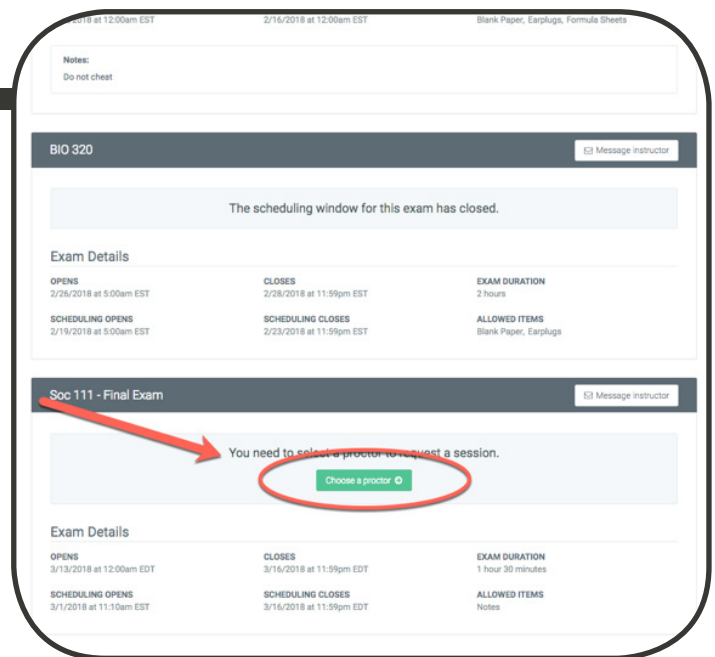 2018 at 12:00am EST 2/16/2018 at 12:00am EST Blank Paper, Earplugs, Formula Sheets
Notes:
Do not cheat
BIO 320 Message instructor
The scheduling window for this exam has closed.
Exam Details
OPENS CLOSES EXAM DURATION
2/26/2018 at 5:00am EST 2/28/2018 at 11:59pm EST 2 hours
SCHEDULING OPENS SCHEDULING CLOSES ALLOWED ITEMS
2/19/2018 at 5:00am EST 2/23/2018 at 11:59pm EST Blank Paper, Earplugs
Soc 111 - Final Exam Message instructor
You need to select a proctor to request a session.
Choose a proctor
Exam Details
OPENS CLOSES EXAM DURATION
3/13/2018 at 12:00am EDT 3/16/2018 at 11:59pm EDT 1 hour 30 minutes
SCHEDULING OPENS SCHEDULING CLOSES ALLOWED ITEMS
3/1/2018 at 11:10am EST 3/16/2018 at 11:59pm EDT Notes